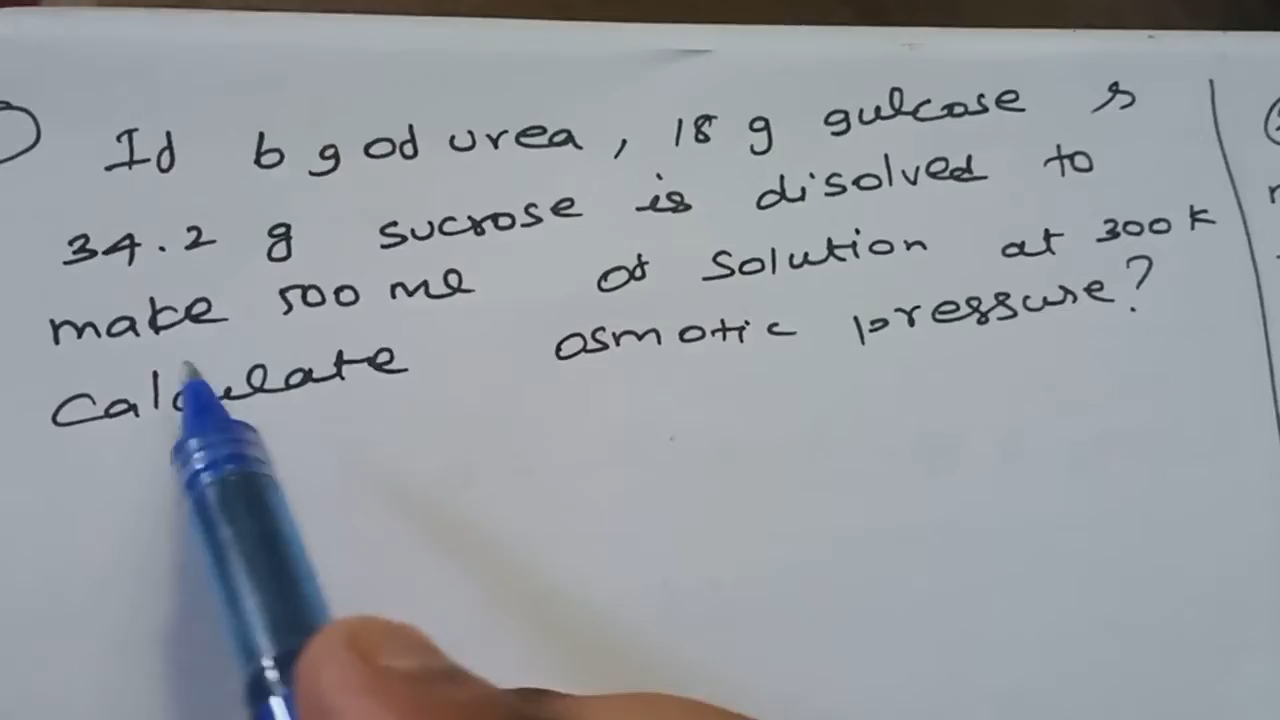 If 6 g of urea, 18 g gulcose &
34.2 g sucrose is disolved to
make 500 ml of solution at 300 K
Calculate osmotic pressure?